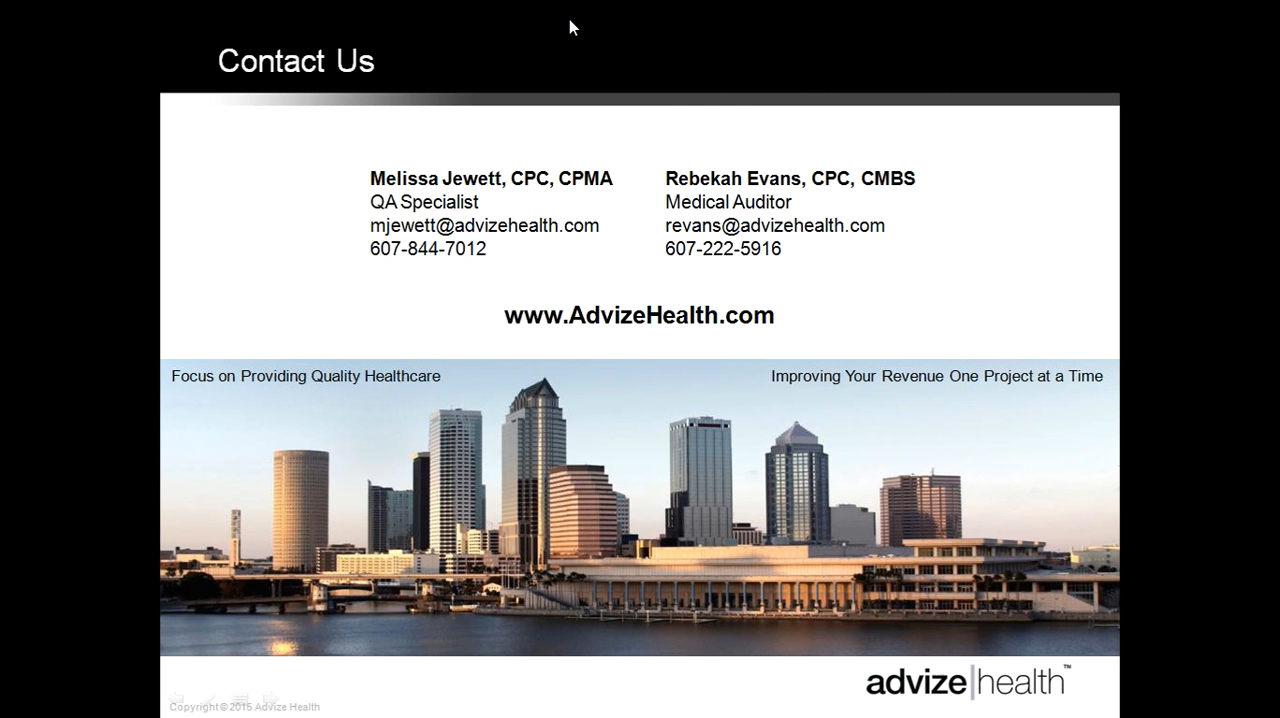 Contact Us
Melissa Jewett, CPC, CPMA
QA Specialist
mjewett@advizehealth.com
607-844-7012
Rebekah Evans, CPC, CMBS
Medical Auditor
revans@advizehealth.com
607-222-5916
www.AdvizeHealth.com
Focus on Providing Quality Healthcare
Improving Your Revenue One Project at a Time
advize|health™
Copyright©2015 Advize Health